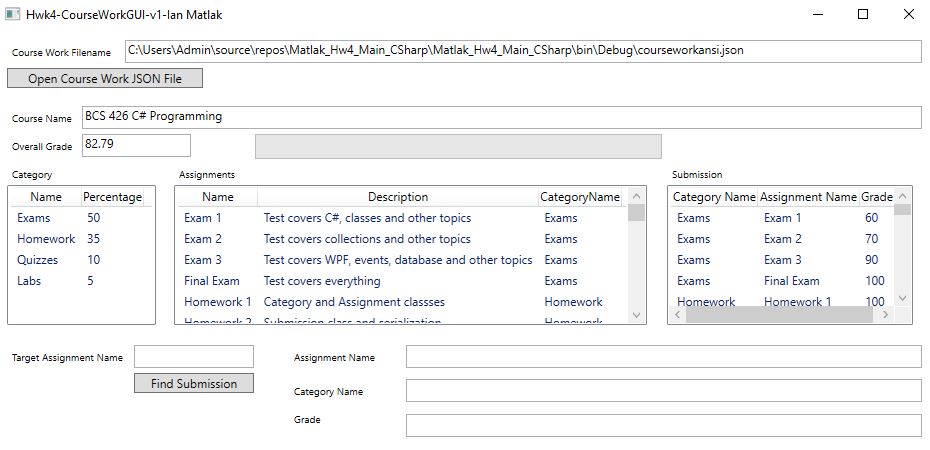 Hwk4-CourseWorkGUI-v1-Ian Matlak
Course Work Filename C:\Users\Admin\source\repos\Matlak_Hw4_Main_CSharp\Matlak_Hw4_Main_CSharp\bin\Debug\courseworkansi.json
Open Course Work JSON File
Course Name BCS 426 C# Programming
Overall Grade 82.79
Category Assignments Submission
Name Percentage Name Description CategoryName Category Name Assignment Name Grade
Exams 50 Exam 1 Test covers C#, classes and other topics Exams Exams Exam 1 60
Homework 35 Exam 2 Test covers collections and other topics Exams Exams Exam 2 70
Quizzes 10 Exam 3 Test covers WPF, events, database and other topics Exams Exams Exam 3 90
Labs 5 Final Exam Test covers everything Exams Exams Final Exam 100
Homework 1 Category and Assignment classses Homework Homework Homework 1 100
Homework 2 Submission class and serialization Homework
Target Assignment Name Assignment Name
Find Submission Category Name
Grade